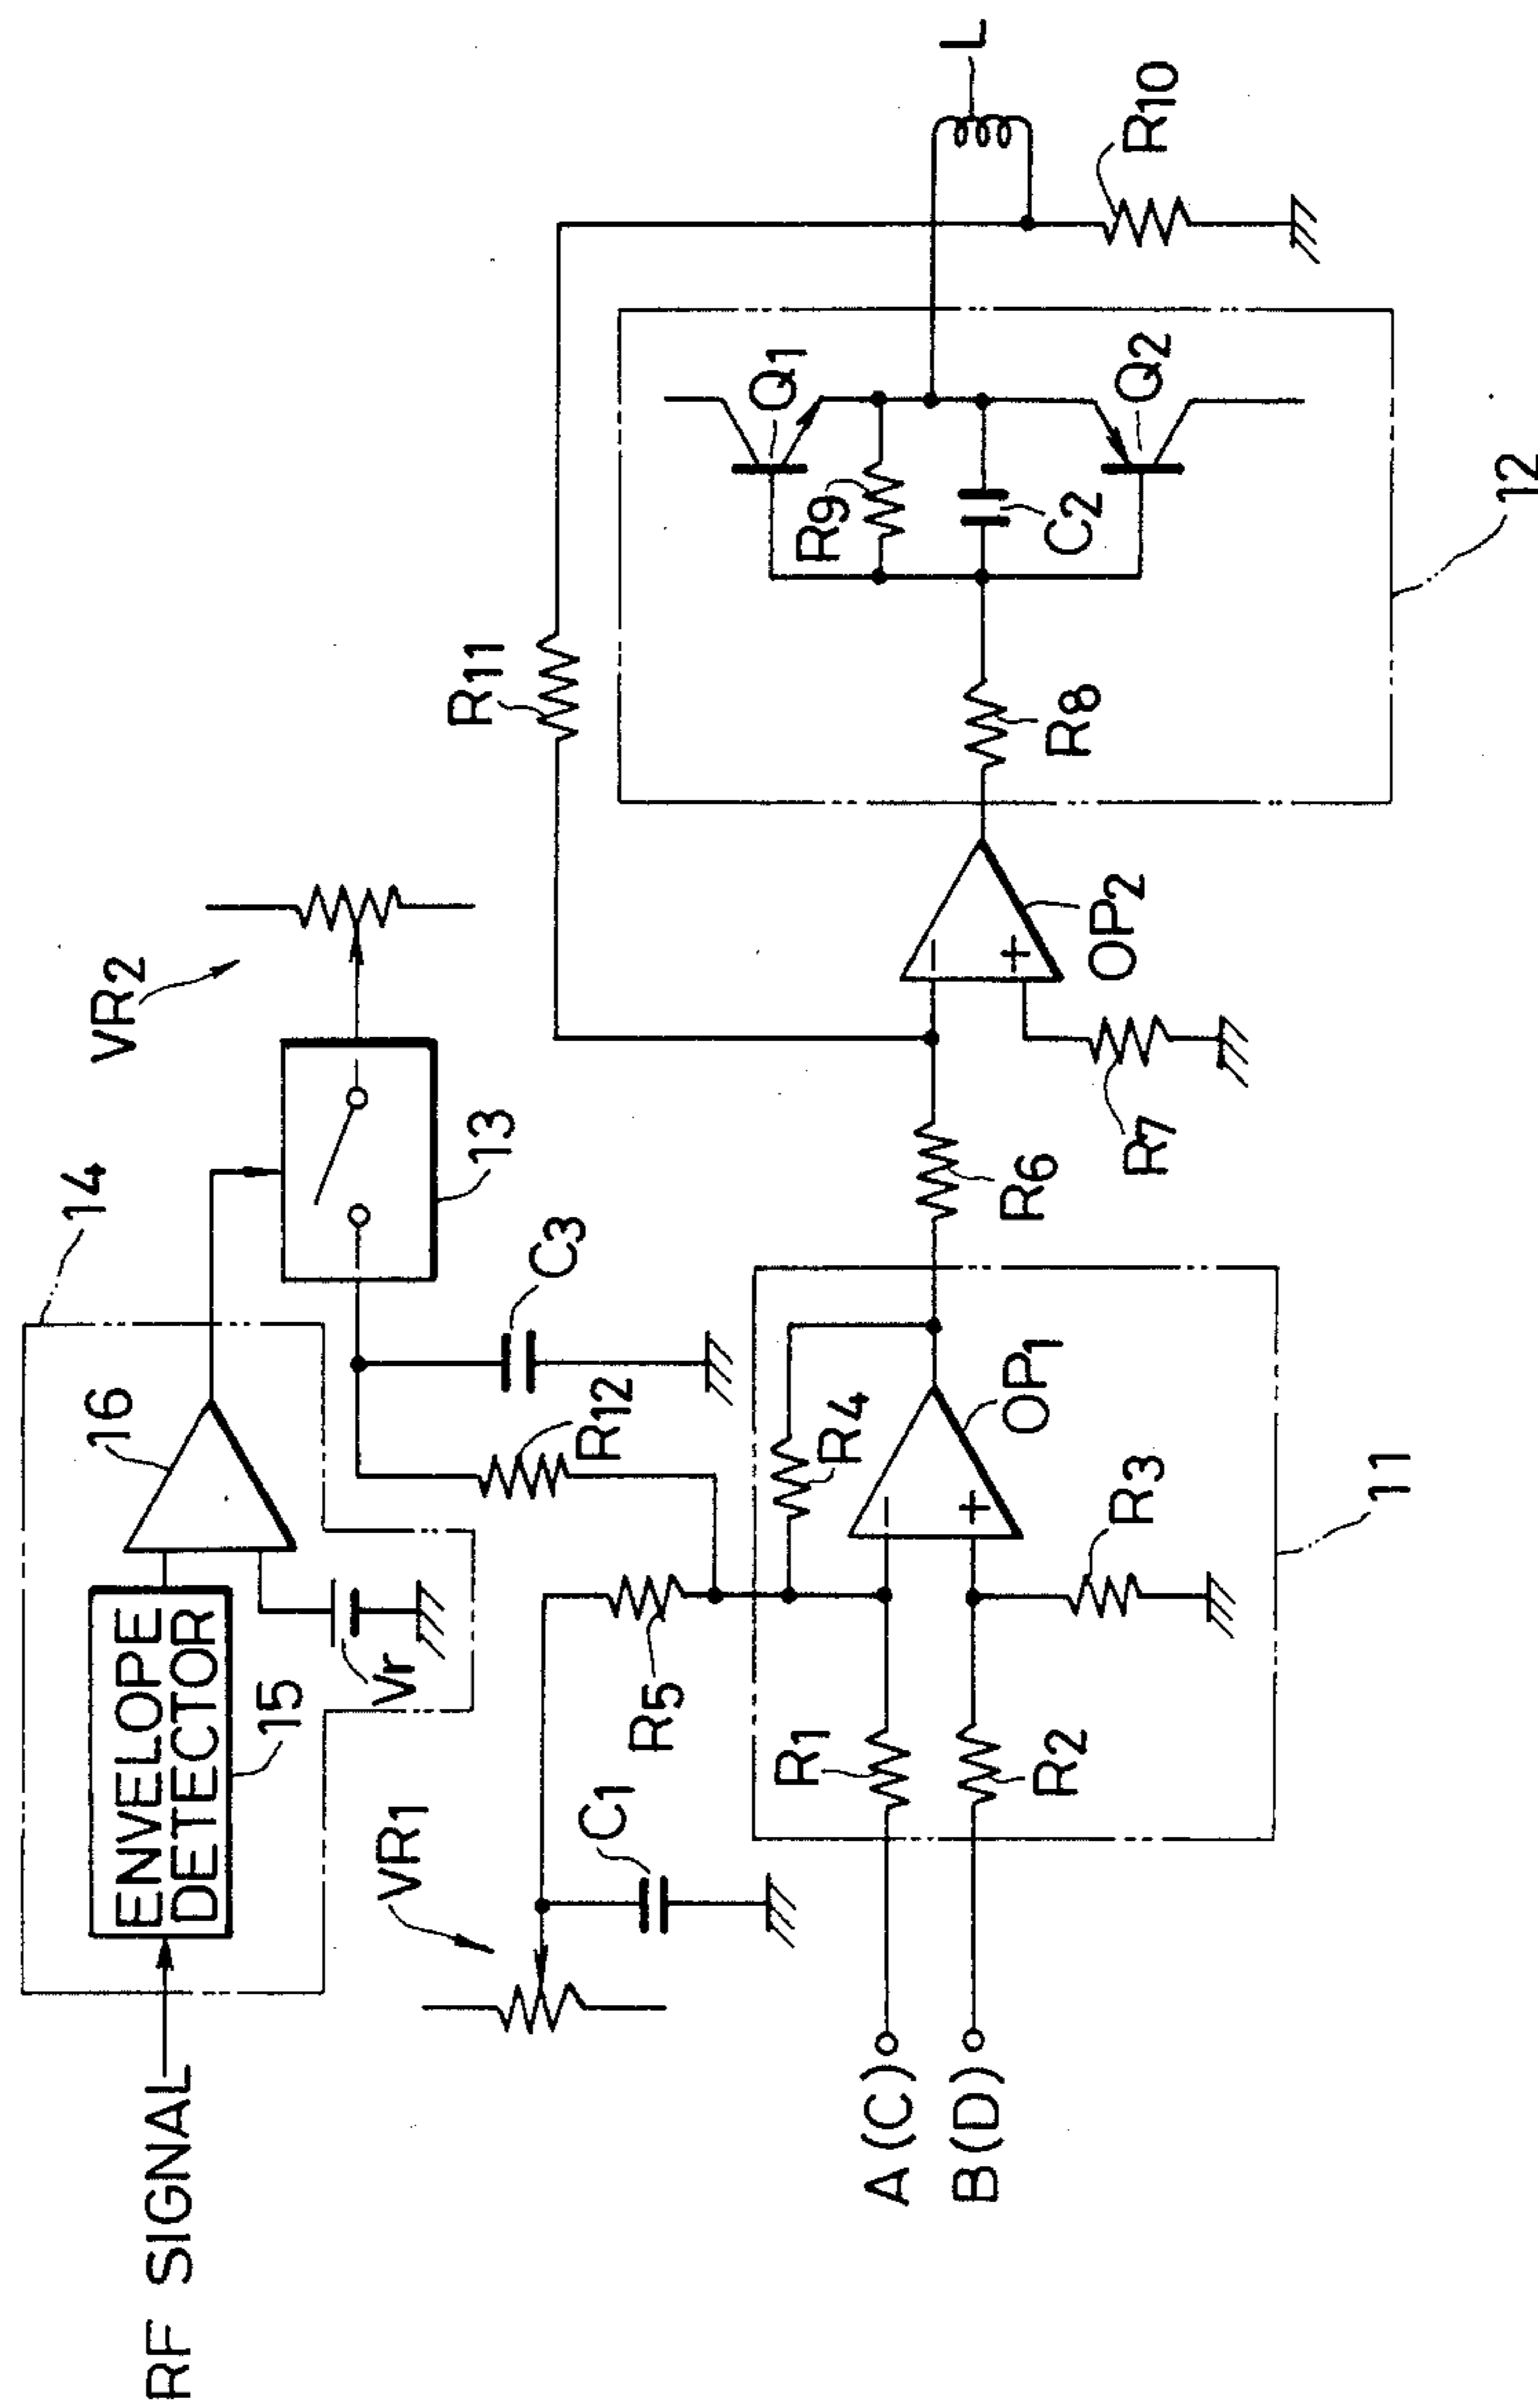 RF SIGNAL
ENVELOPE
DETECTOR
15
16
14
Vr
VR1
C1
R5
R12
C3
13
VR2
A(C)
B(D)
R1
R2
R3
R4
OP1
11
R6
R7
OP2
R11
R8
R9
C2
Q1
Q2
12
L
R10